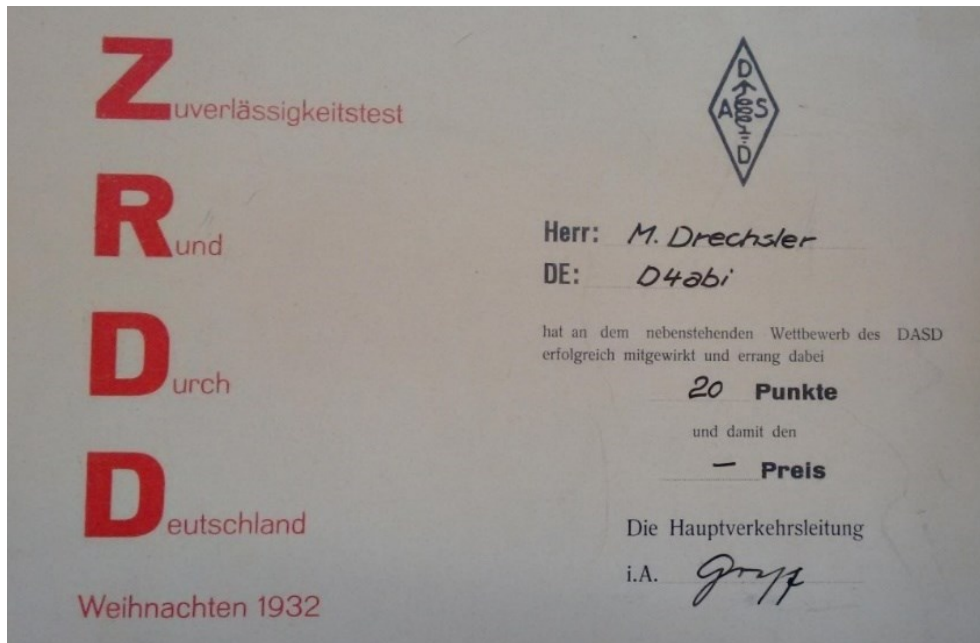 Zuverlässigkeitstest
Rund
Durch
Deutschland
Weihnachten 1932
D
A S
D
Herr: M. Drechsler
DE: D4abi
hat an dem nebenstehenden Wettbewerb des DASD
erfolgreich mitgewirkt und errang dabei
20 Punkte
und damit den
— Preis
Die Hauptverkehrsleitung
i.A.